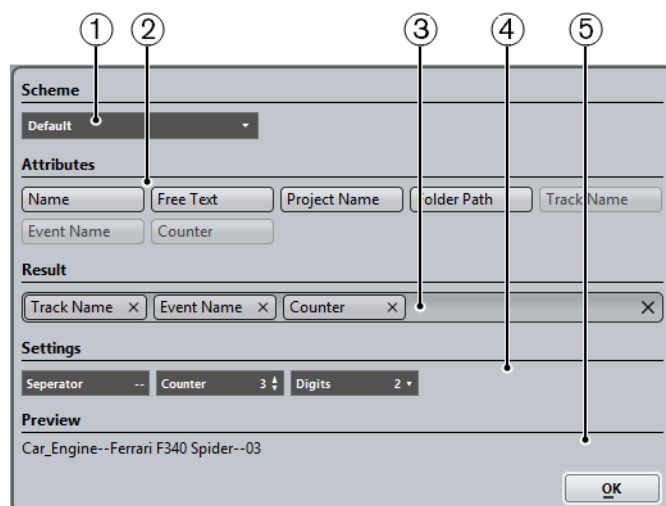 ① ② ③ ④ ⑤
Scheme
Default
Attributes
Name Free Text Project Name Folder Path Track Name
Event Name Counter
Result
Track Name × Event Name × Counter × ×
Settings
Seperator -- Counter 3 Digits 2
Preview
Car_Engine--Ferrari F340 Spider--03
OK